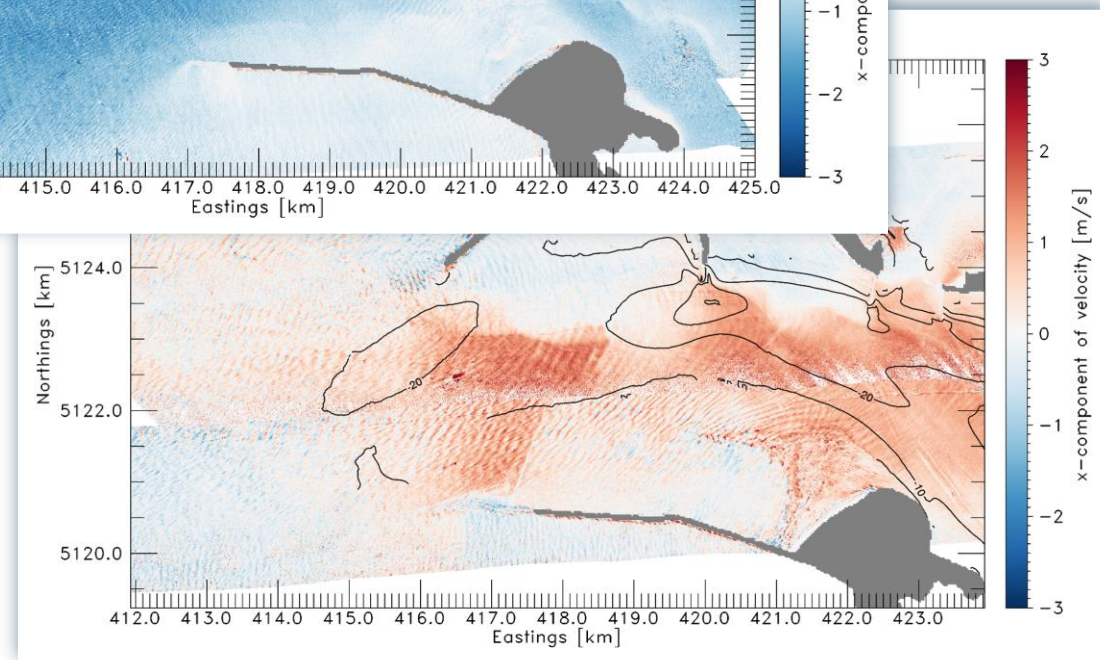 −1
−2
−3
x-compo
415.0 416.0 417.0 418.0 419.0 420.0 421.0 422.0 423.0 424.0 425.0
Eastings [km]
3
2
1
0
−1
−2
−3
x-component of velocity [m/s]
5124.0
5122.0
5120.0
Northings [km]
-20
-20
-10
412.0 413.0 414.0 415.0 416.0 417.0 418.0 419.0 420.0 421.0 422.0 423.0
Eastings [km]